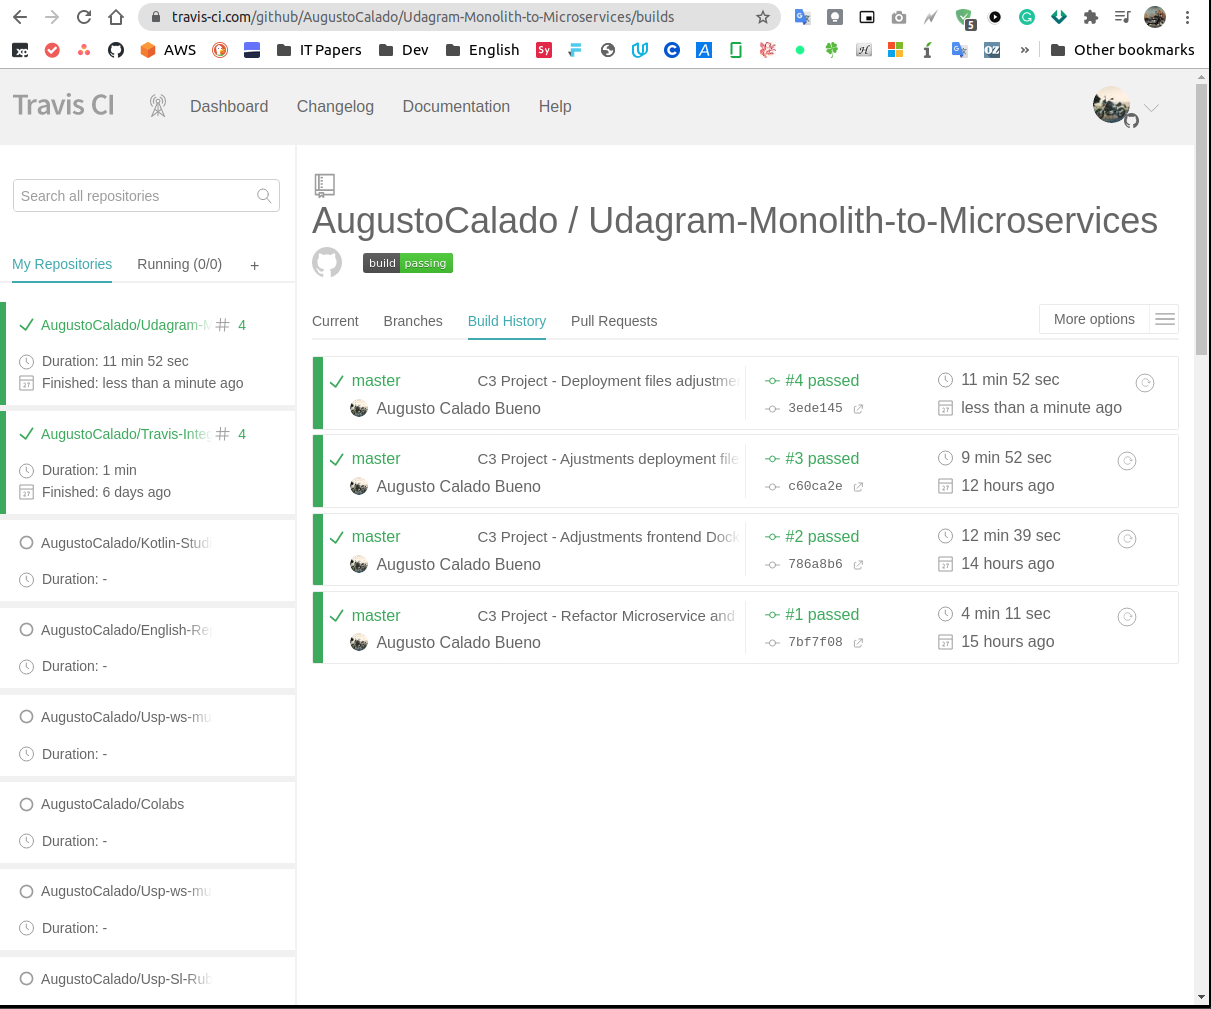 travis-ci.com/github/AugustoCalado/Udagram-Monolith-to-Microservices/builds
5
xp AWS IT Papers Dev English Sy A H OZ » Other bookmarks
Travis CI Dashboard Changelog Documentation Help
Search all repositories
My Repositories Running (0/0) +
AugustoCalado/Udagram-M # 4
Duration: 11 min 52 sec
Finished: less than a minute ago
AugustoCalado/Travis-Integ # 4
Duration: 1 min
Finished: 6 days ago
AugustoCalado/Kotlin-Studi
Duration: -
AugustoCalado/English-Rep
Duration: -
AugustoCalado/Usp-ws-mu
Duration: -
AugustoCalado/Colabs
Duration: -
AugustoCalado/Usp-ws-mu
Duration: -
AugustoCalado/Usp-Sl-Rub
AugustoCalado / Udagram-Monolith-to-Microservices
build passing
Current Branches Build History Pull Requests More options
master C3 Project - Deployment files adjustme #4 passed 11 min 52 sec
Augusto Calado Bueno 3ede145 less than a minute ago
master C3 Project - Ajustments deployment file #3 passed 9 min 52 sec
Augusto Calado Bueno c60ca2e 12 hours ago
master C3 Project - Adjustments frontend Dock #2 passed 12 min 39 sec
Augusto Calado Bueno 786a8b6 14 hours ago
master C3 Project - Refactor Microservice and #1 passed 4 min 11 sec
Augusto Calado Bueno 7bf7f08 15 hours ago